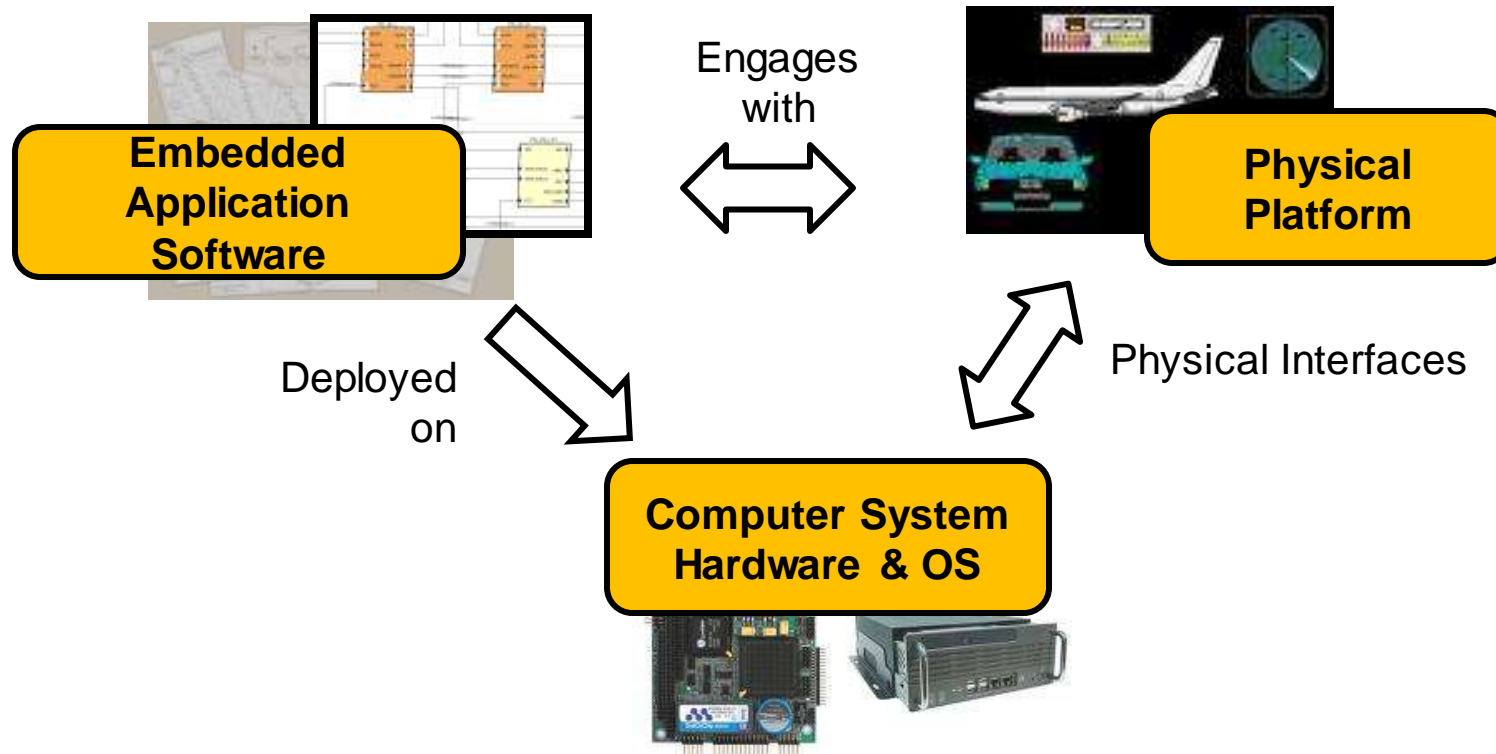 Engages
with
Embedded
Application
Software
Physical
Platform
Deployed
on
Physical Interfaces
Computer System
Hardware & OS